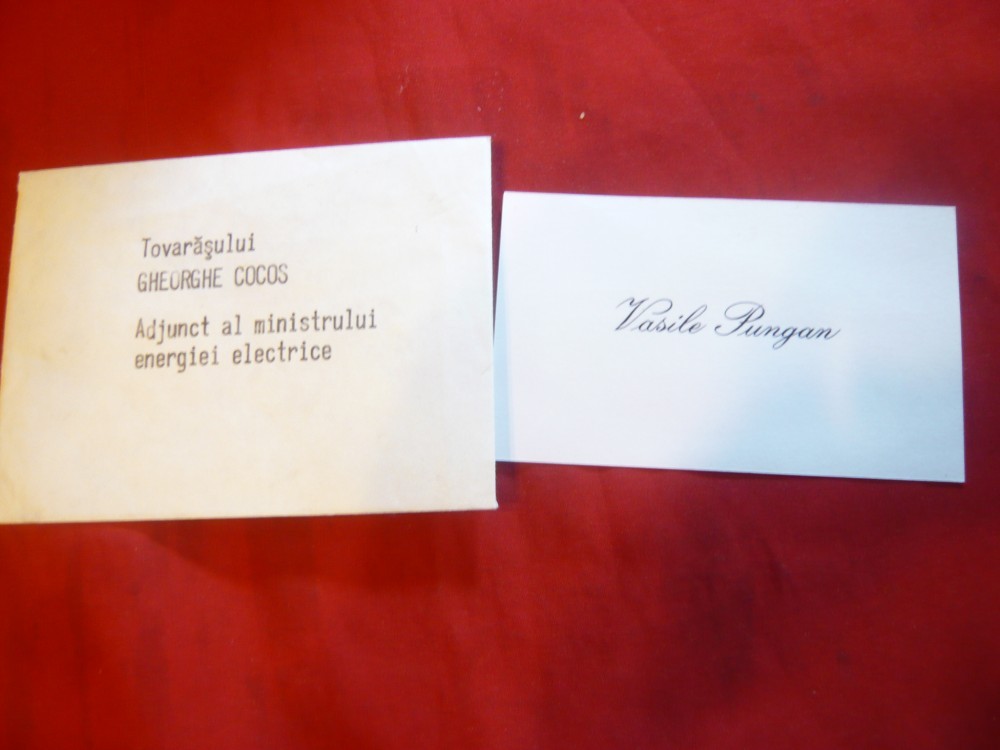 Tovarăşului
GHEORGHE COCOS
Adjunct al ministrului
energiei electrice
Vasile Pungan